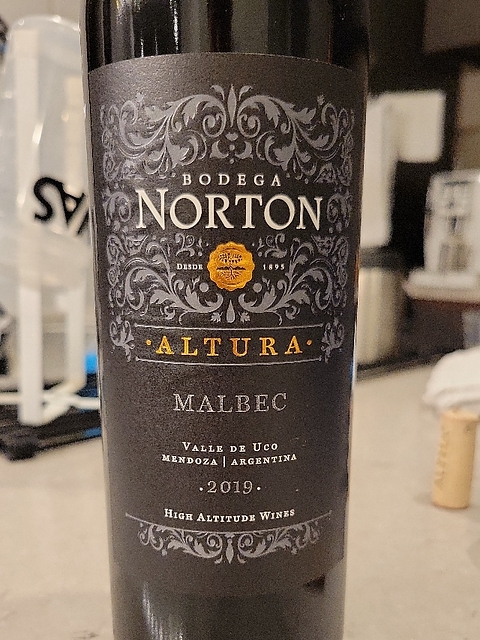 BODEGA
NORTON
DESDE 1895
·ALTURA·
MALBEC
VALLE DE UCO
MENDOZA | ARGENTINA
·2019·
HIGH ALTITUDE WINES